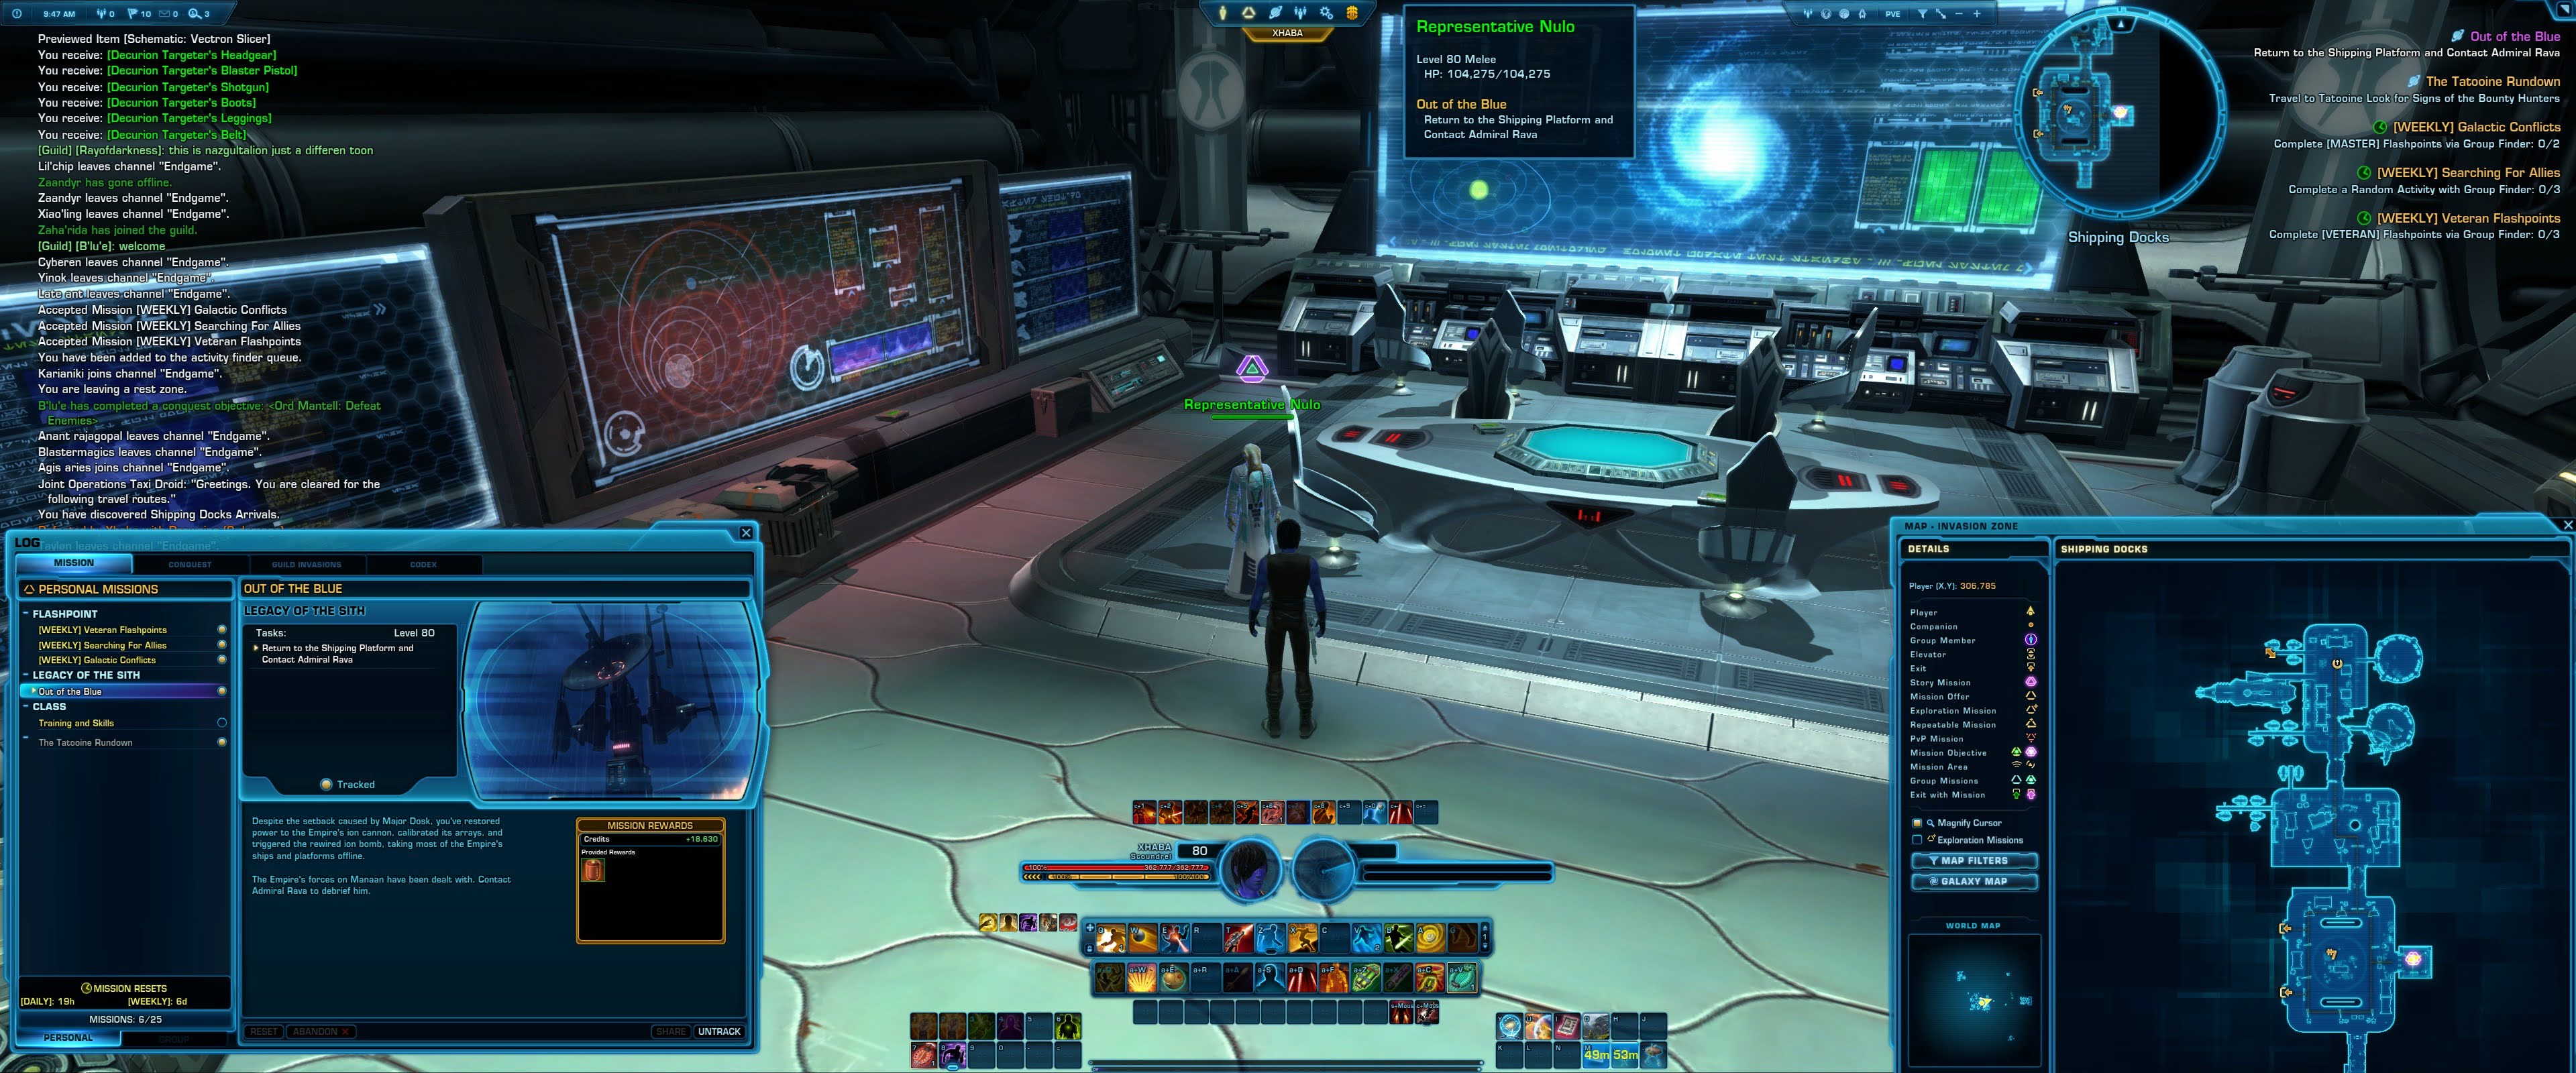 9:47 AM 0 10 0 3
XHABA
PVE
Previewed Item [Schematic: Vectron Slicer]
You receive: [Decurion Targeter's Headgear]
You receive: [Decurion Targeter's Blaster Pistol]
You receive: [Decurion Targeter's Shotgun]
You receive: [Decurion Targeter's Boots]
You receive: [Decurion Targeter's Leggings]
You receive: [Decurion Targeter's Belt]
[Guild] [Rayofdarkness]: this is nazgultalion just a differen toon
Lil'chip leaves channel "Endgame".
Zaandyr has gone offline.
Zaandyr leaves channel "Endgame".
Xiao'ling leaves channel "Endgame".
Zaha'rida has joined the guild.
[Guild] [B'lu'e]: welcome
Cyberen leaves channel "Endgame".
Yinok leaves channel "Endgame".
Late ant leaves channel "Endgame".
Accepted Mission [WEEKLY] Galactic Conflicts
Accepted Mission [WEEKLY] Searching For Allies
Accepted Mission [WEEKLY] Veteran Flashpoints
You have been added to the activity finder queue.
Karianiki joins channel "Endgame".
You are leaving a rest zone.
B'lu'e has completed a conquest objective: <Ord Mantell: Defeat
Enemies>
Anant rajagopal leaves channel "Endgame".
Blastermagics leaves channel "Endgame".
Agis aries joins channel "Endgame".
Joint Operations Taxi Droid: "Greetings. You are cleared for the
following travel routes."
You have discovered Shipping Docks Arrivals.
leaves channel "Endgame".
Representative Nulo
Level 80 Melee
HP: 104,275/104,275
Out of the Blue
Return to the Shipping Platform and
Contact Admiral Rava
Representative Nulo
Shipping Docks
Out of the Blue
Return to the Shipping Platform and Contact Admiral Rava
The Tatooine Rundown
Travel to Tatooine Look for Signs of the Bounty Hunters
[WEEKLY] Galactic Conflicts
Complete [MASTER] Flashpoints via Group Finder: 0/2
[WEEKLY] Searching For Allies
Complete a Random Activity with Group Finder: 0/3
[WEEKLY] Veteran Flashpoints
Complete [VETERAN] Flashpoints via Group Finder: 0/3
LOG
MISSION CONQUEST GUILD INVASIONS CODEX
PERSONAL MISSIONS
FLASHPOINT
[WEEKLY] Veteran Flashpoints
[WEEKLY] Searching For Allies
[WEEKLY] Galactic Conflicts
LEGACY OF THE SITH
Out of the Blue
CLASS
Training and Skills
The Tatooine Rundown
MISSION RESETS
[DAILY]: 19h [WEEKLY]: 6d
MISSIONS: 6/25
PERSONAL GROUP
OUT OF THE BLUE
LEGACY OF THE SITH
Tasks: Level 80
Return to the Shipping Platform and
Contact Admiral Rava
Tracked
Despite the setback caused by Major Dosk, you've restored
power to the Empire's ion cannon, calibrated its arrays, and
triggered the rewired ion bomb, taking most of the Empire's
ships and platforms offline.
The Empire's forces on Manaan have been dealt with. Contact
Admiral Rava to debrief him.
MISSION REWARDS
Credits +18,630
Provided Rewards
RESET ABANDON SHARE UNTRACK
XHABA
Scoundrel
80
100% 362,777/362,777
100% 100/100
49m 53m
MAP - INVASION ZONE
DETAILS
Player [X,Y]: 306,785
Player
Companion
Group Member
Elevator
Exit
Story Mission
Mission Offer
Exploration Mission
Repeatable Mission
PvP Mission
Mission Objective
Mission Area
Group Missions
Exit with Mission
Magnify Cursor
Exploration Missions
MAP FILTERS
GALAXY MAP
WORLD MAP
SHIPPING DOCKS